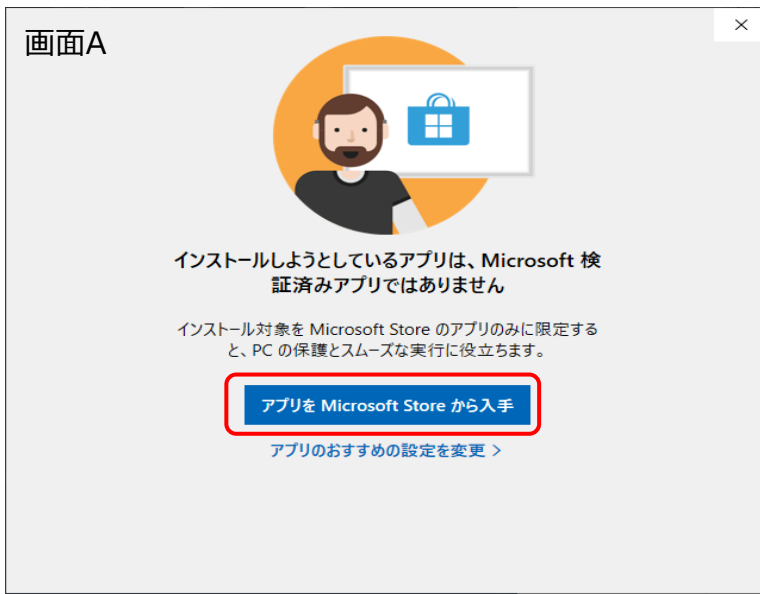 画面A
インストールしようとしているアプリは、Microsoft 検
証済みアプリではありません
インストール対象を Microsoft Store のアプリのみに限定する
と、PC の保護とスムーズな実行に役立ちます。
アプリを Microsoft Store から入手
アプリのおすすめの設定を変更 >